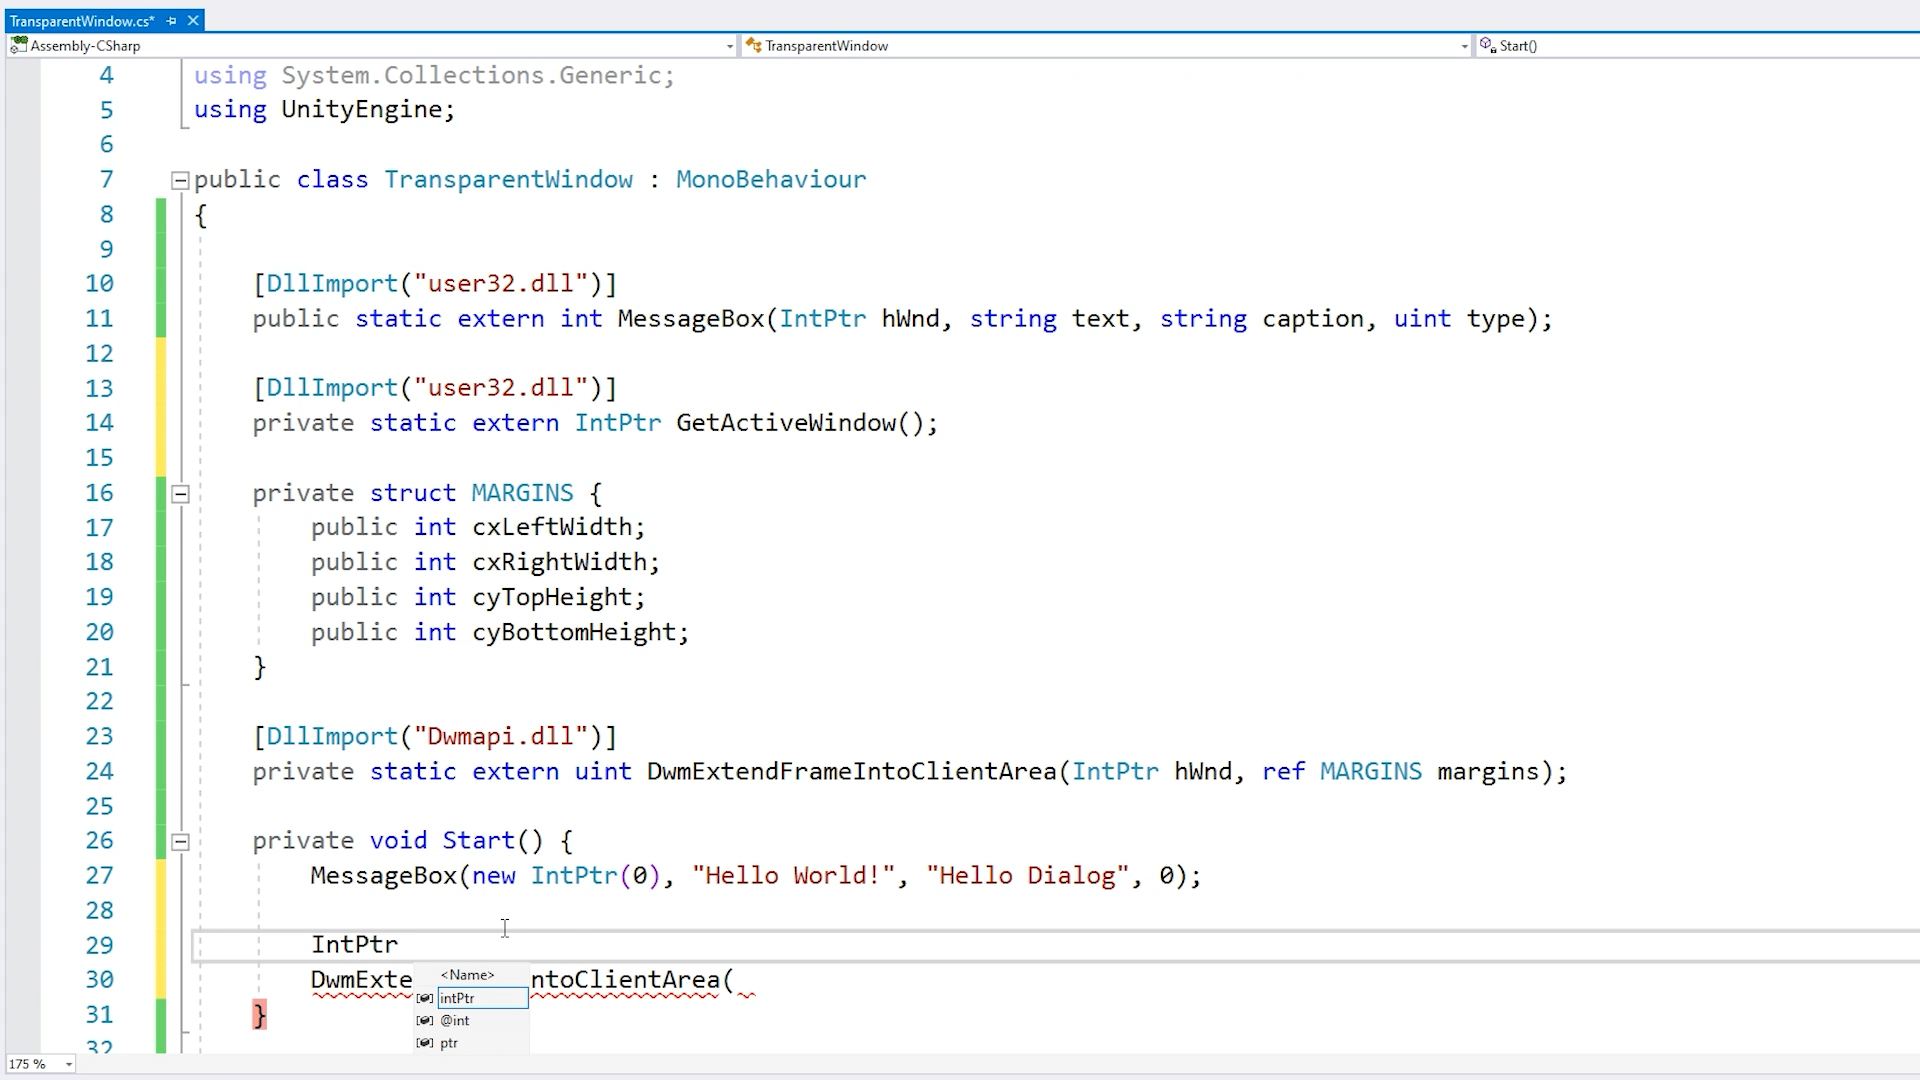 TransparentWindow.cs*
Assembly-CSharp TransparentWindow Start()
4 using System.Collections.Generic;
5 using UnityEngine;
6
7 public class TransparentWindow : MonoBehaviour
8 {
9
10 [DllImport("user32.dll")]
11 public static extern int MessageBox(IntPtr hWnd, string text, string caption, uint type);
12
13 [DllImport("user32.dll")]
14 private static extern IntPtr GetActiveWindow();
15
16 private struct MARGINS {
17 public int cxLeftWidth;
18 public int cxRightWidth;
19 public int cyTopHeight;
20 public int cyBottomHeight;
21 }
22
23 [DllImport("Dwmapi.dll")]
24 private static extern uint DwmExtendFrameIntoClientArea(IntPtr hWnd, ref MARGINS margins);
25
26 private void Start() {
27 MessageBox(new IntPtr(0), "Hello World!", "Hello Dialog", 0);
28
29 IntPtr
<Name>
30 DwmExte ntoClientArea(
intPtr
31 }
@int
ptr
32
175 %